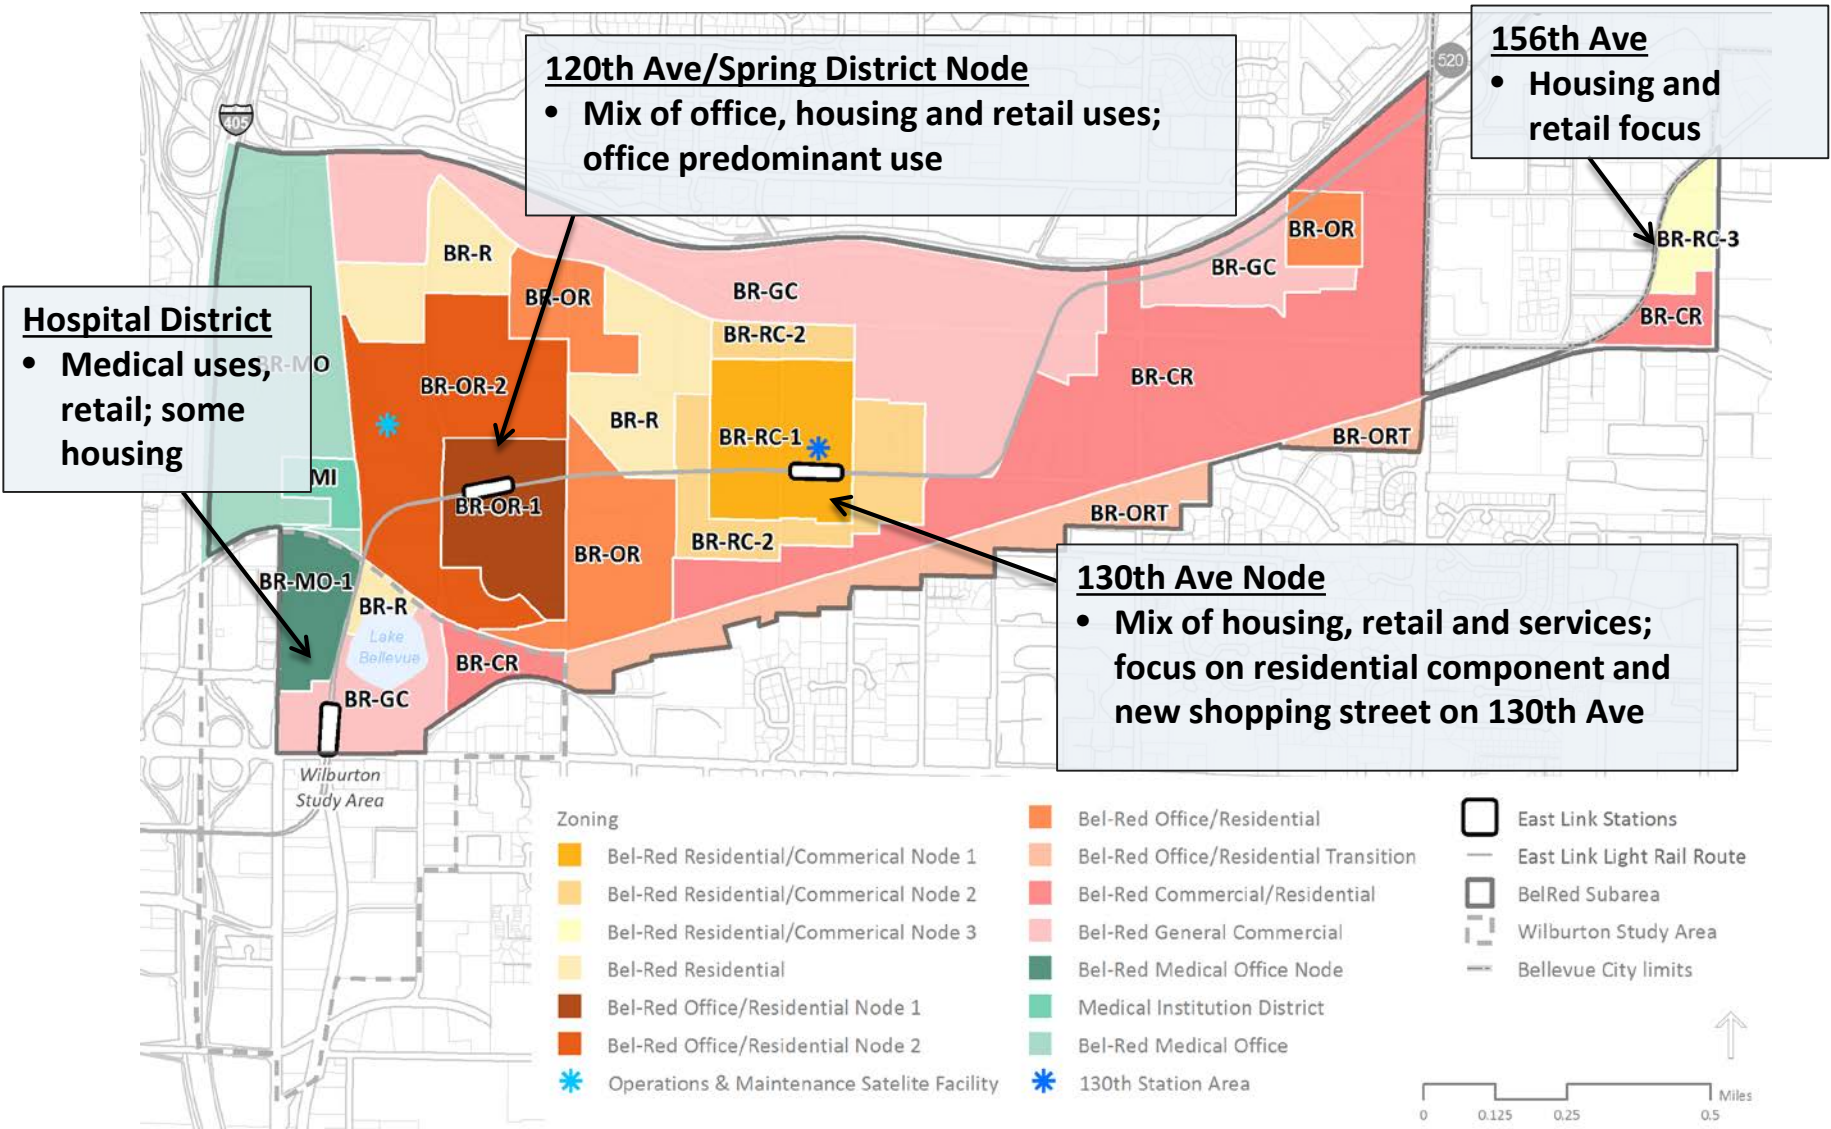 120th Ave/Spring District Node
• Mix of office, housing and retail uses;
office predominant use
156th Ave
• Housing and
retail focus
520
405
Hospital District
• Medical uses,
retail; some
housing
130th Ave Node
• Mix of housing, retail and services;
focus on residential component and
new shopping street on 130th Ave
BR-R
BR-OR
BR-GC
BR-RC-2
BR-OR
BR-GC
BR-RC-3
BR-CR
BR-MO
BR-OR-2
BR-R
BR-RC-1
BR-CR
BR-ORT
MI
BR-OR-1
BR-ORT
BR-OR
BR-RC-2
BR-MO-1
BR-R
Lake
Bellevue
BR-CR
BR-GC
Wilburton
Study Area
Zoning
Bel-Red Residential/Commerical Node 1
Bel-Red Residential/Commerical Node 2
Bel-Red Residential/Commerical Node 3
Bel-Red Residential
Bel-Red Office/Residential Node 1
Bel-Red Office/Residential Node 2
Operations & Maintenance Satelite Facility
Bel-Red Office/Residential
Bel-Red Office/Residential Transition
Bel-Red Commercial/Residential
Bel-Red General Commercial
Bel-Red Medical Office Node
Medical Institution District
Bel-Red Medical Office
130th Station Area
East Link Stations
East Link Light Rail Route
BelRed Subarea
Wilburton Study Area
Bellevue City limits
Miles
0 0.125 0.25 0.5